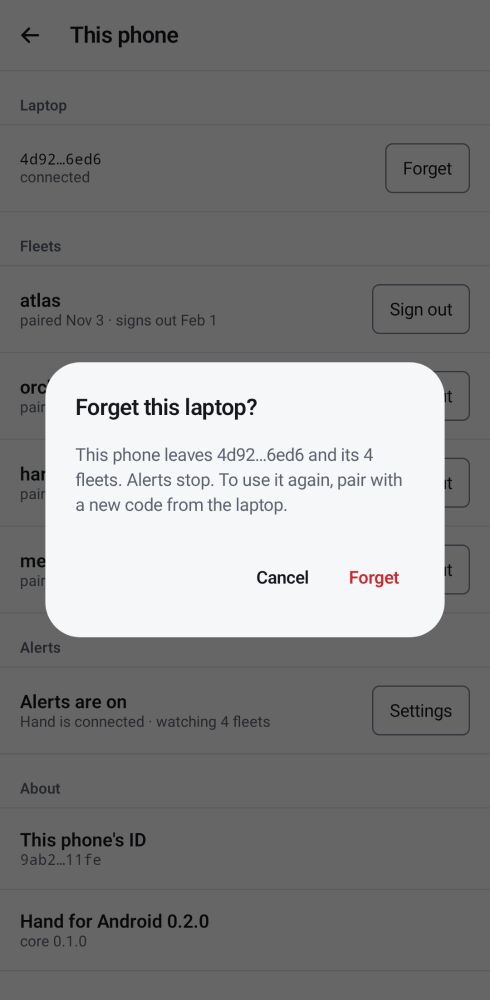 This phone
Laptop
4d92…6ed6
connected
Forget
Fleets
atlas
paired Nov 3 · signs out Feb 1
Sign out
Forget this laptop?
This phone leaves 4d92…6ed6 and its 4
fleets. Alerts stop. To use it again, pair with
a new code from the laptop.
Cancel
Forget
Alerts
Alerts are on
Hand is connected · watching 4 fleets
Settings
About
This phone's ID
9ab2…11fe
Hand for Android 0.2.0
core 0.1.0